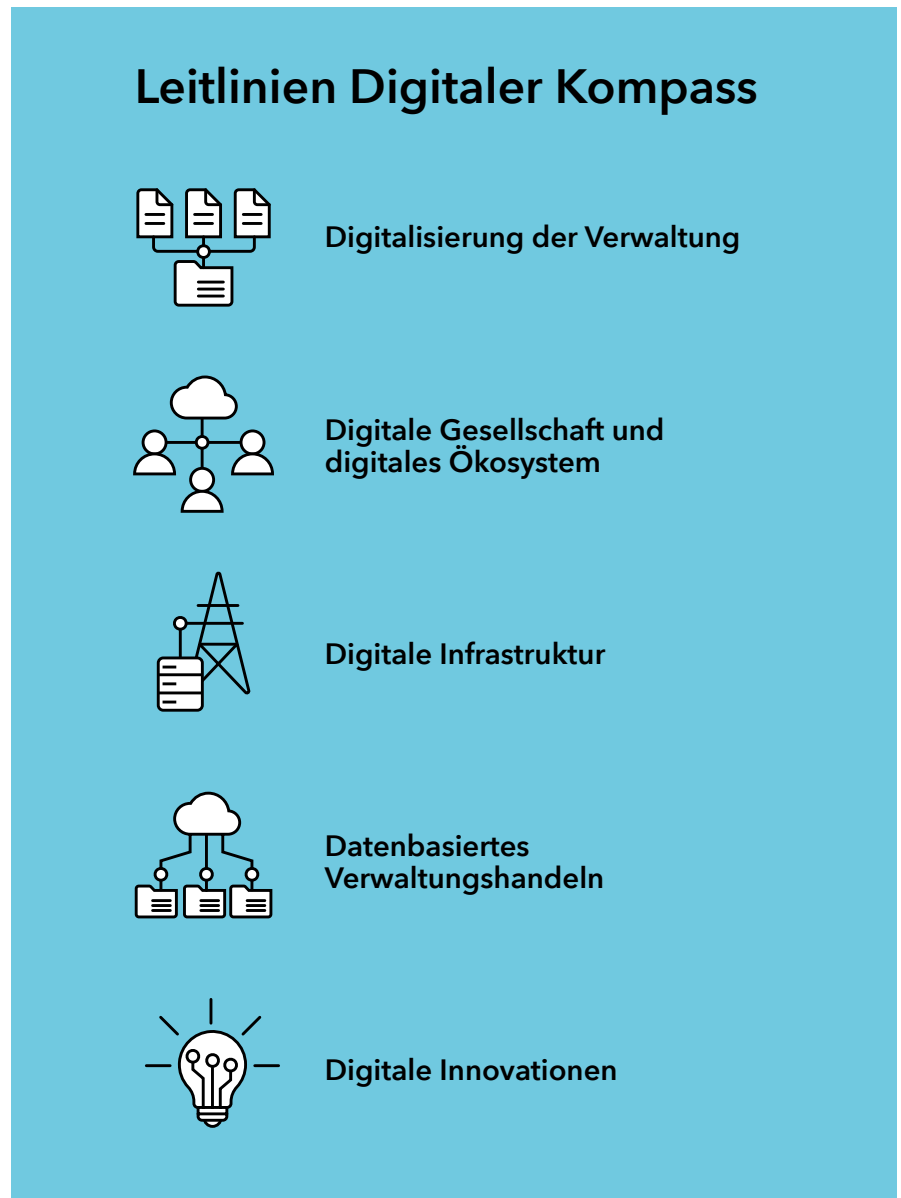 Leitlinien Digitaler Kompass
Digitalisierung der Verwaltung
Digitale Gesellschaft und
digitales Ökosystem
Digitale Infrastruktur
Datenbasiertes
Verwaltungshandeln
Digitale Innovationen